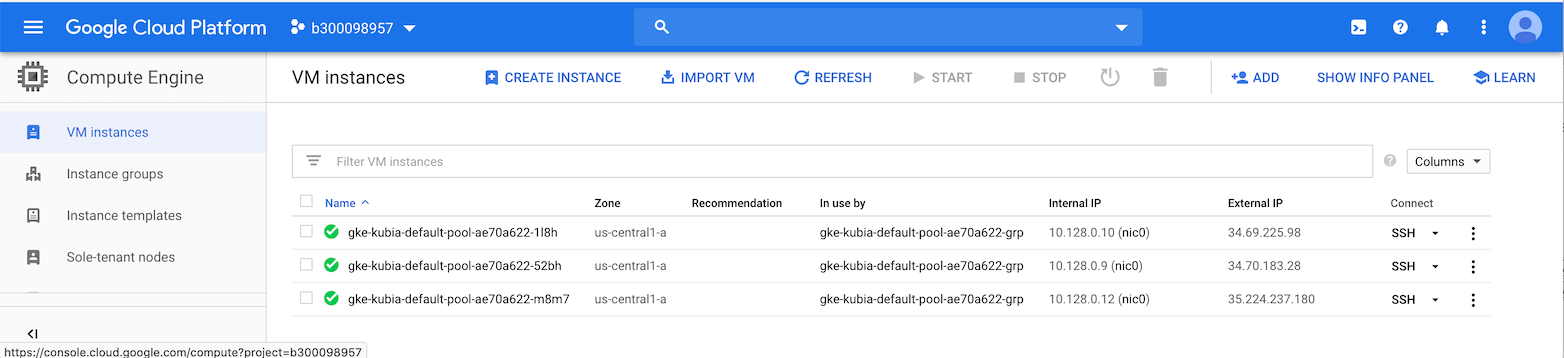 Google Cloud Platform b300098957
Compute Engine VM instances CREATE INSTANCE IMPORT VM REFRESH START STOP ADD SHOW INFO PANEL LEARN
VM instances
Instance groups
Instance templates
Sole-tenant nodes
Filter VM instances Columns
Name Zone Recommendation In use by Internal IP External IP Connect
gke-kubia-default-pool-ae70a622-1l8h us-central1-a gke-kubia-default-pool-ae70a622-grp 10.128.0.10 (nic0) 34.69.225.98 SSH
gke-kubia-default-pool-ae70a622-52bh us-central1-a gke-kubia-default-pool-ae70a622-grp 10.128.0.9 (nic0) 34.70.183.28 SSH
gke-kubia-default-pool-ae70a622-m8m7 us-central1-a gke-kubia-default-pool-ae70a622-grp 10.128.0.12 (nic0) 35.224.237.180 SSH
https://console.cloud.google.com/compute?project=b300098957